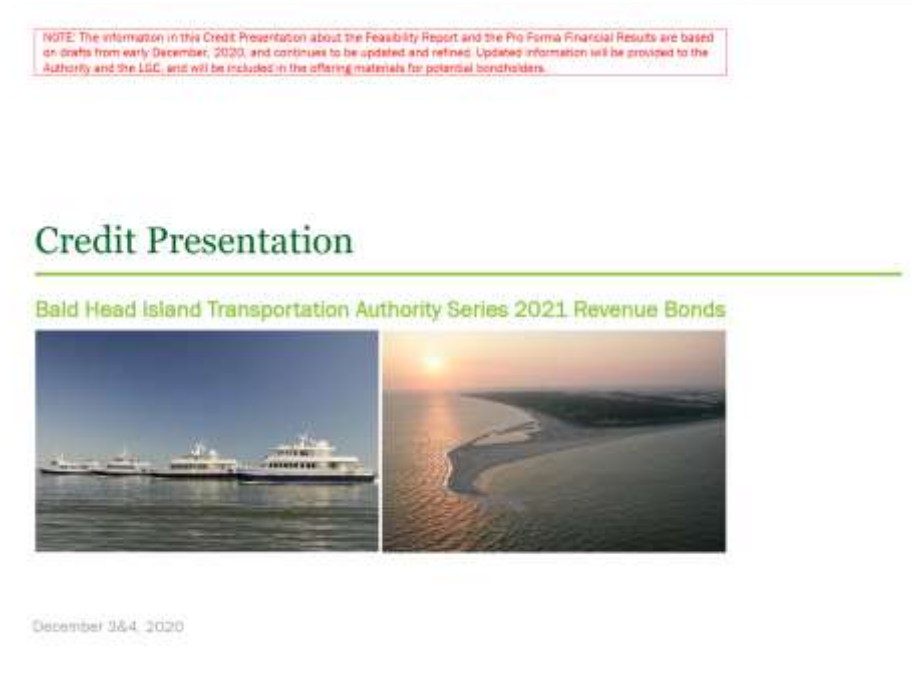 NOTE: The information in this Credit Presentation about the Feasibility Report and the Pro Forma Financial Results are based
on drafts from early December, 2020, and continues to be updated and refined. Updated information will be provided to the
Authority and the LGC, and will be included in the offering materials for potential bondholders.
Credit Presentation
Bald Head Island Transportation Authority Series 2021 Revenue Bonds
December 3&4, 2020